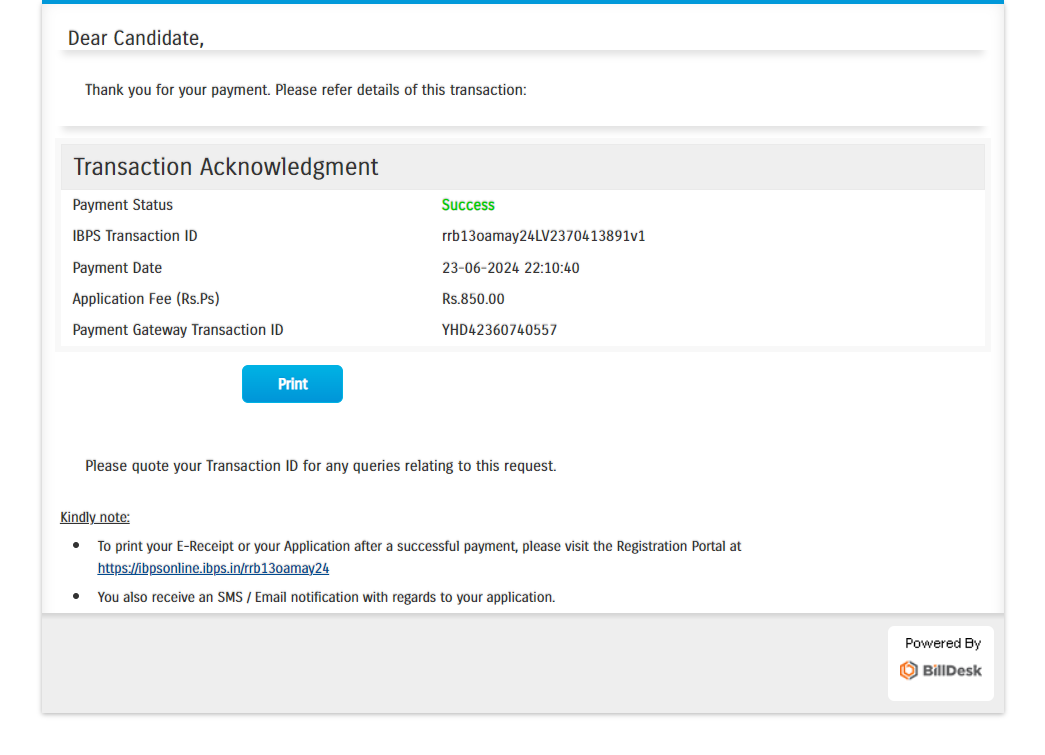 Dear Candidate,
Thank you for your payment. Please refer details of this transaction:
Transaction Acknowledgment
Payment Status Success
IBPS Transaction ID rrb13oamay24LV2370413891v1
Payment Date 23-06-2024 22:10:40
Application Fee (Rs.Ps) Rs.850.00
Payment Gateway Transaction ID YHD42360740557
Print
Please quote your Transaction ID for any queries relating to this request.
Kindly note:
• To print your E-Receipt or your Application after a successful payment, please visit the Registration Portal at
https://ibpsonline.ibps.in/rrb13oamay24
• You also receive an SMS / Email notification with regards to your application.
Powered By
BillDesk